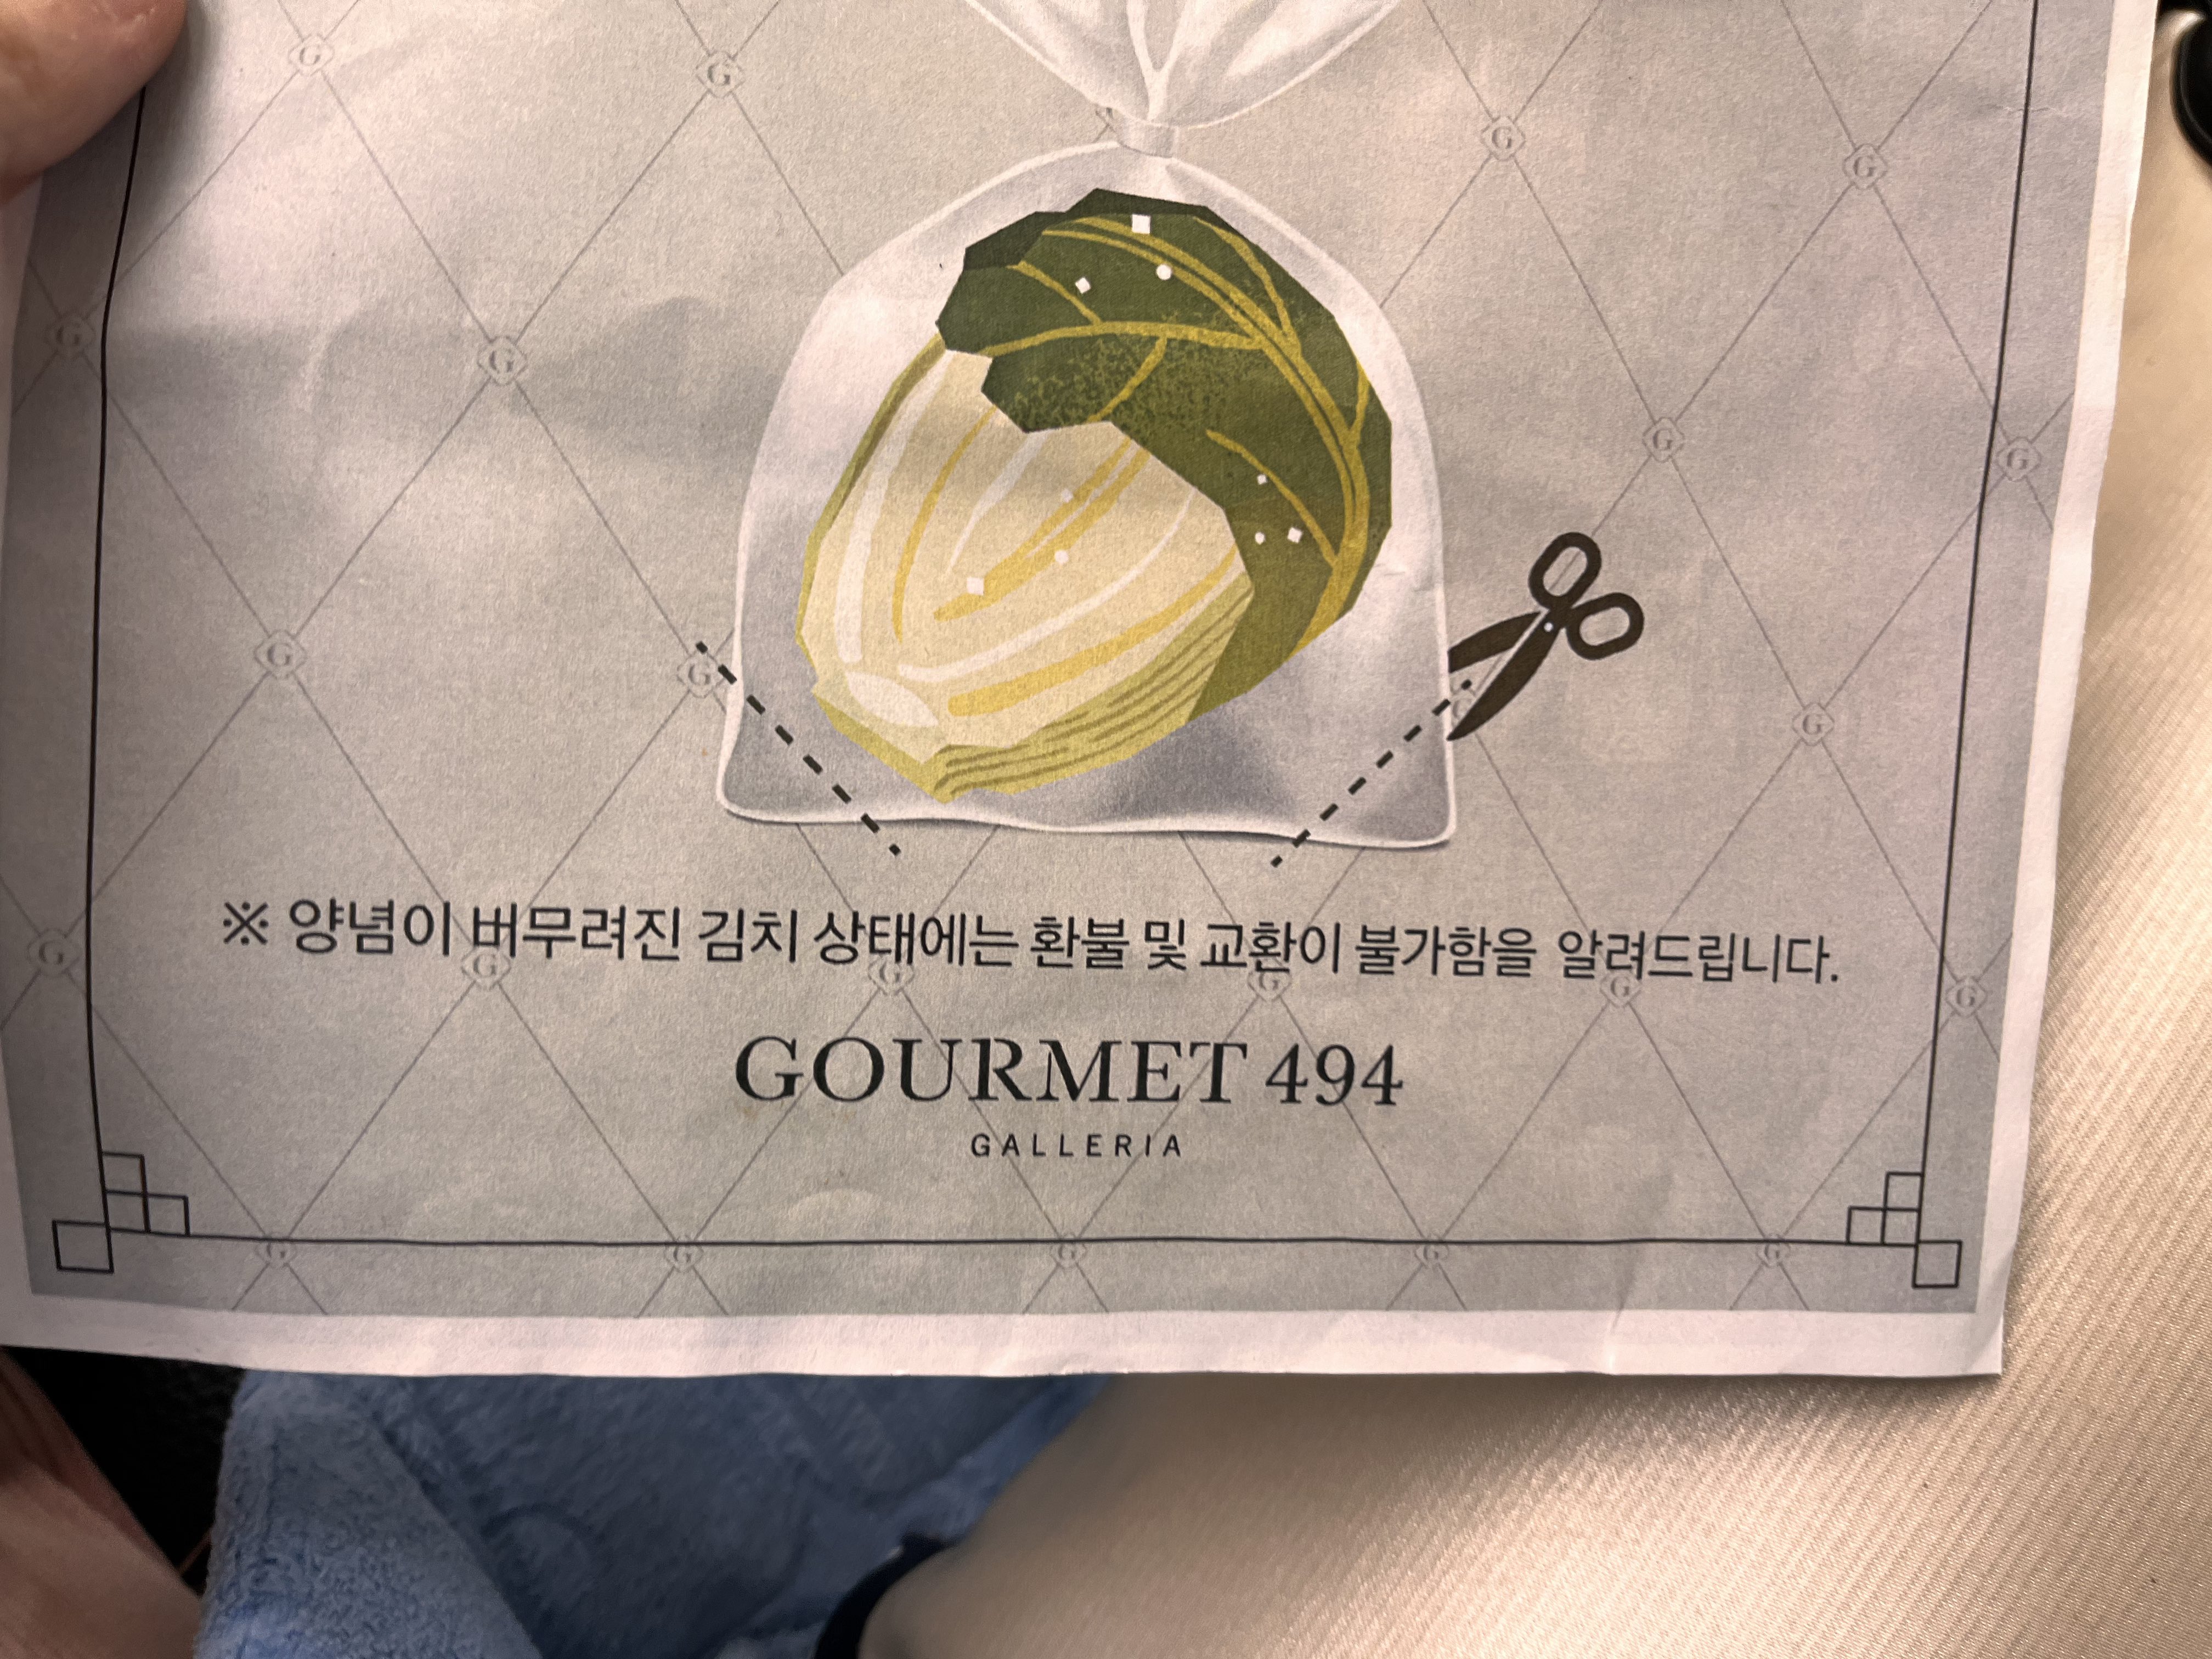 ※ 양념이 버무려진 김치 상태에는 환불 및 교환이 불가함을 알려드립니다.
GOURMET 494
GALLERIA